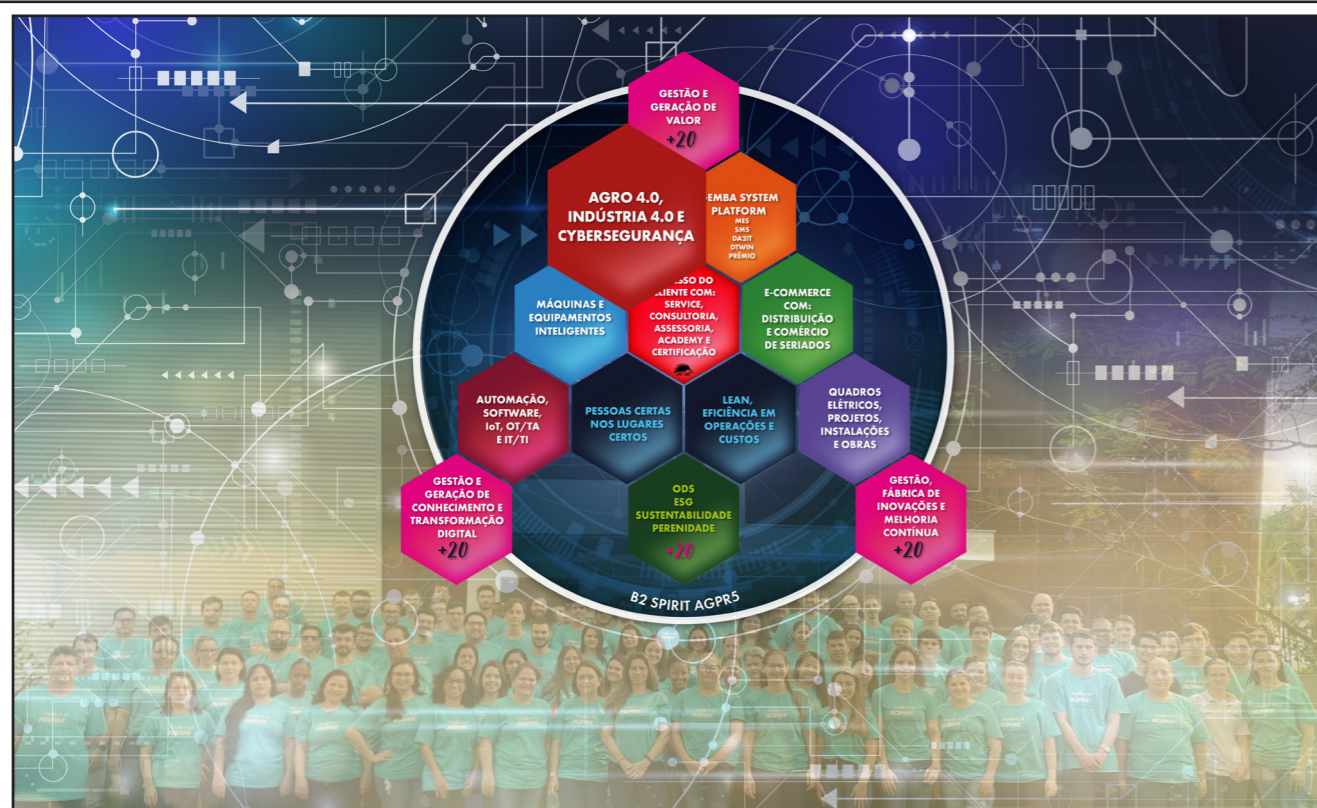 GESTÃO E
GERAÇÃO DE
VALOR
+20
AGRO 4.0,
INDÚSTRIA 4.0 E
CYBERSEGURANÇA
EMBA SYSTEM
PLATFORM
MES
SMS
DA2IT
DTWIN
PRÊMIO
MÁQUINAS E
EQUIPAMENTOS
INTELIGENTES
ESSO DO
LIENTE COM:
SERVICE,
CONSULTORIA,
ASSESSORIA,
ACADEMY E
CERTIFICAÇÃO
E-COMMERCE
COM:
DISTRIBUIÇÃO
E COMÉRCIO
DE SERIADOS
AUTOMAÇÃO,
SOFTWARE,
IoT, OT/TA
E IT/TI
PESSOAS CERTAS
NOS LUGARES
CERTOS
LEAN,
EFICIÊNCIA EM
OPERAÇÕES E
CUSTOS
QUADROS
ELÉTRICOS,
PROJETOS,
INSTALAÇÕES
E OBRAS
GESTÃO E
GERAÇÃO DE
CONHECIMENTO E
TRANSFORMAÇÃO
DIGITAL
+20
ODS
ESG
SUSTENTABILIDADE
PERENIDADE
+20
GESTÃO,
FÁBRICA DE
INOVAÇÕES E
MELHORIA
CONTÍNUA
+20
B2 SPIRIT AGPR5